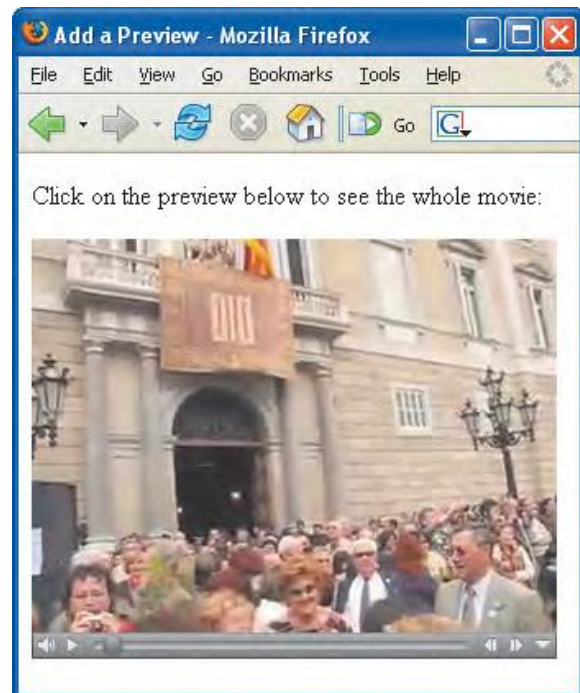 Add a Preview - Mozilla Firefox
File Edit View Go Bookmarks Tools Help
Go G
Click on the preview below to see the whole movie: